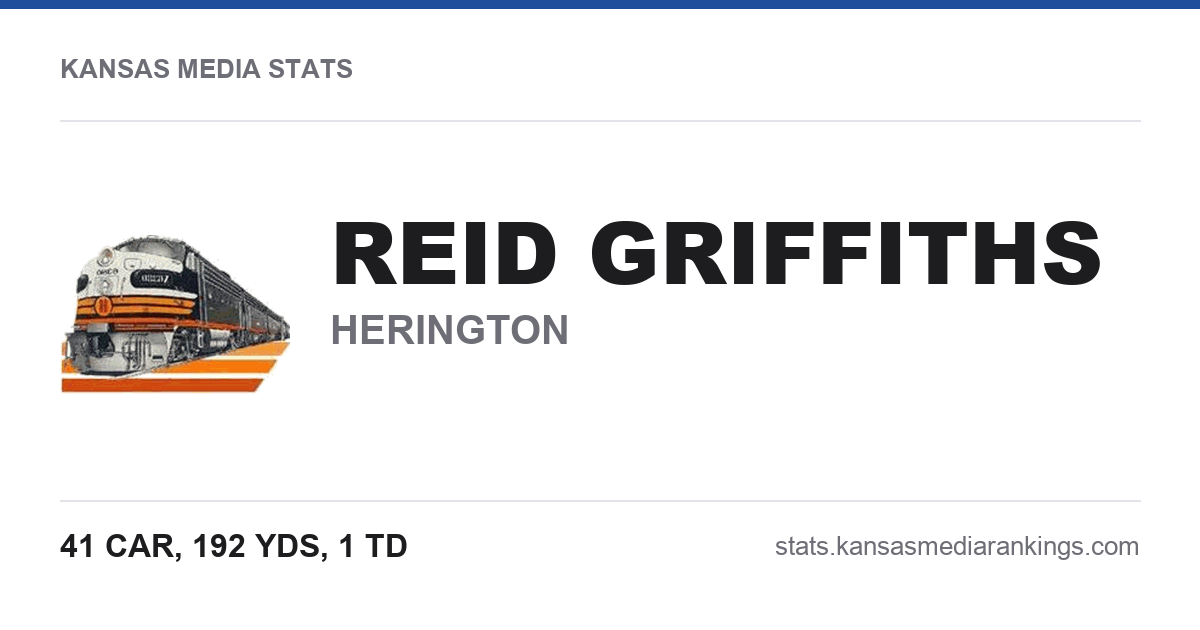 KANSAS MEDIA STATS
REID GRIFFITHS
HERINGTON
41 CAR, 192 YDS, 1 TD
stats.kansasmediarankings.com